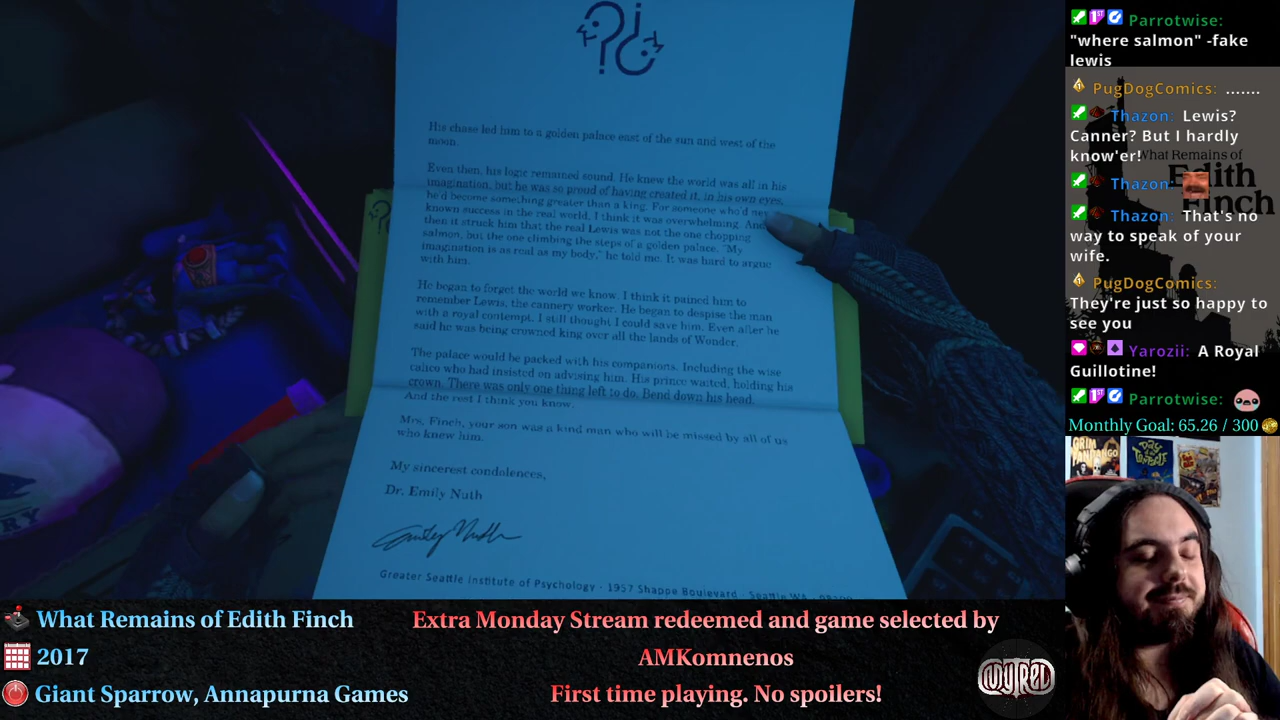 His chase led him to a golden palace east of the sun and west of the
moon.
Even then, his logic remained sound. He knew the world was all in his
imagination, but he was so proud of having created it, in his own eyes,
he'd become something greater than a king. For someone who'd nev
known success in the real world, I think it was overwhelming. And
then it struck him that the real Lewis was not the one chopping
salmon, but the one climbing the steps of a golden palace. "My
imagination is as real as my body," he told me. It was hard to argue
with him.
He began to forget the world we know. I think it pained him to
remember Lewis, the cannery worker. He began to despise the man
with a royal contempt. I still thought I could save him. Even after he
said he was being crowned king over all the lands of Wonder.
The palace would be packed with his companions. Including the wise
calico who had insisted on advising him. His prince waited, holding his
crown. There was only one thing left to do. Bend down his head.
And the rest I think you know.
Mrs. Finch, your son was a kind man who will be missed by all of us
who knew him.
My sincerest condolences,
Dr. Emily Nuth
Greater Seattle Institute of Psychology · 1957 Shappe Boulevard · Seattle WA
RY
Parrotwise:
"where salmon" -fake
lewis
PugDogComics: .......
Thazon: Lewis?
Canner? But I hardly
know'er!
What Remains of
Edith
Finch
Thazon:
Thazon: That's no
way to speak of your
wife.
PugDogComics:
They're just so happy to
see you
Yarozii: A Royal
Guillotine!
Parrotwise:
Monthly Goal: 65.26 / 300
GRIM
FANDANGO
DAY
OF THE
TENTACLE
What Remains of Edith Finch
2017
Giant Sparrow, Annapurna Games
Extra Monday Stream redeemed and game selected by
AMKomnenos
First time playing. No spoilers!